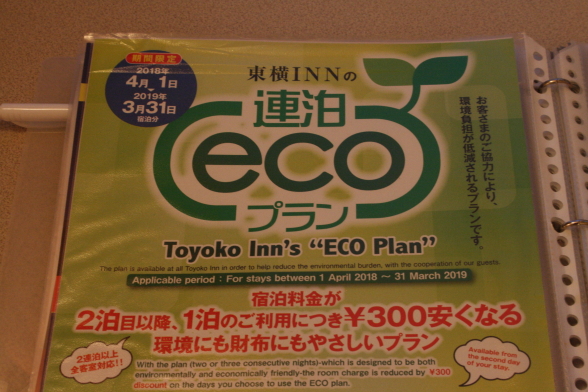 期間限定
2018年
4月1日
2019年
3月31日
宿泊分
東横INNの
連泊
eco
プラン
お客さまのご協力により、
環境負担が低減されるプランです。
Toyoko Inn's "ECO Plan"
The plan is available at all Toyoko Inn in order to help reduce the environmental burden, with the cooperation of our guests.
Applicable period : For stays between 1 April 2018 ～ 31 March 2019
宿泊料金が
2泊目以降、1泊のご利用につき¥300安くなる
環境にも財布にもやさしいプラン
2連泊以上
全客室対応!!
With the plan (two or three consecutive nights)-which is designed to be both
environmentally and economically friendly-the room charge is reduced by ¥300
discount on the days you choose to use the ECO plan.
Available from
the second day
of your stay.